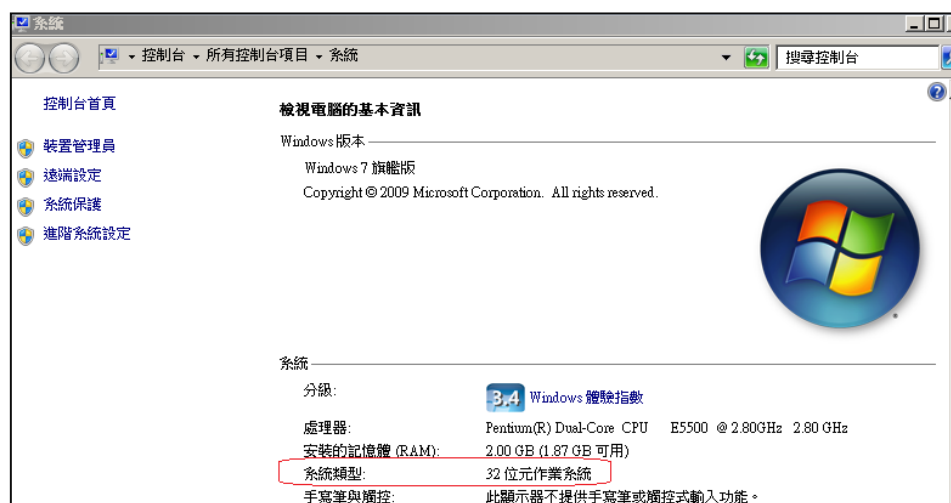 系統
控制台 所有控制台項目 系統
搜尋控制台
控制台首頁
裝置管理員
遠端設定
系統保護
進階系統設定
檢視電腦的基本資訊
Windows 版本
Windows 7 旗艦版
Copyright © 2009 Microsoft Corporation. All rights reserved.
系統
分級: 3.4 Windows 體驗指數
處理器: Pentium(R) Dual-Core CPU E5500 @ 2.80GHz 2.80 GHz
安裝的記憶體 (RAM): 2.00 GB (1.87 GB 可用)
系統類型: 32 位元作業系統
手寫筆與觸控: 此顯示器不提供手寫筆或觸控式輸入功能。